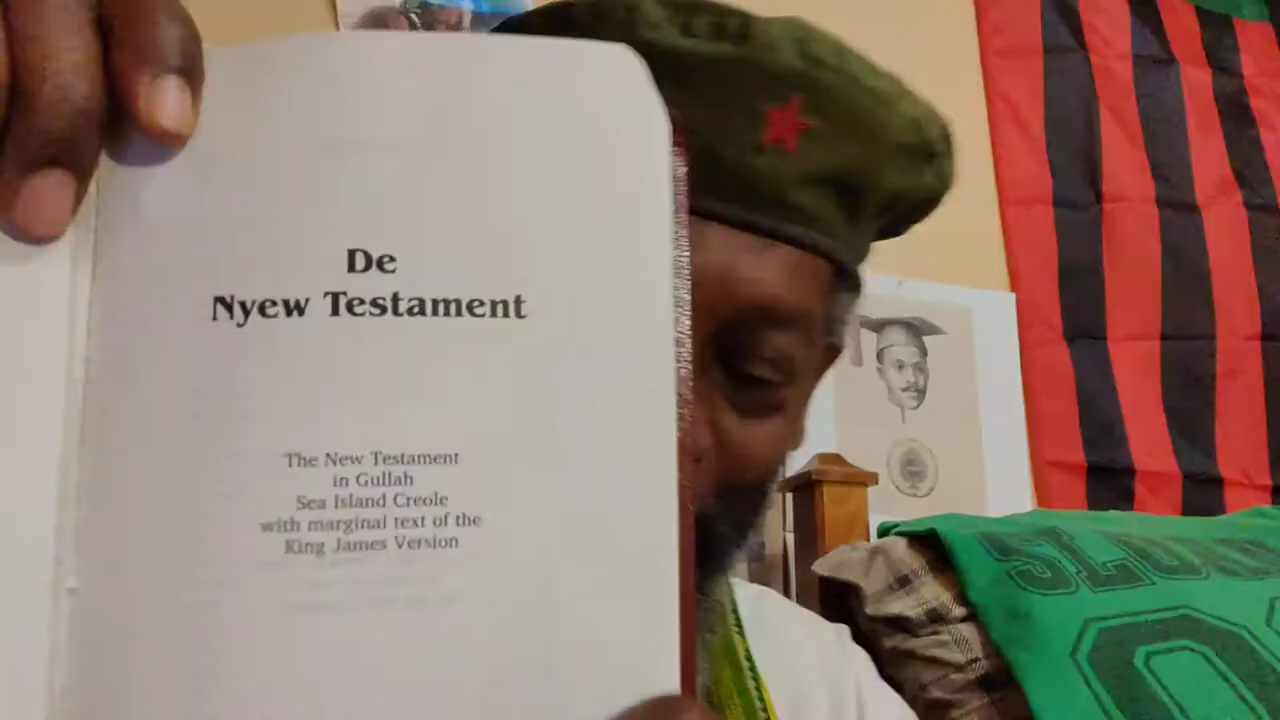 De
Nyew Testament
The New Testament
in Gullah
Sea Island Creole
with marginal text of the
King James Version